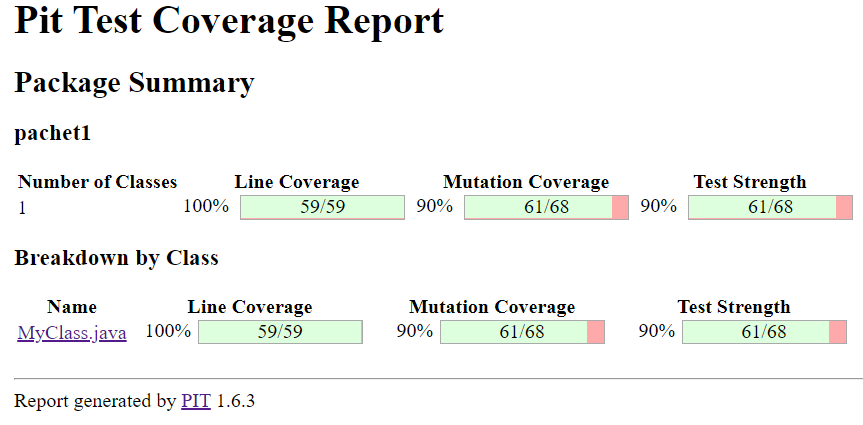 Pit Test Coverage Report
Package Summary
pachet1
Number of Classes Line Coverage Mutation Coverage Test Strength
1 100% 59/59 90% 61/68 90% 61/68
Breakdown by Class
Name Line Coverage Mutation Coverage Test Strength
MyClass.java 100% 59/59 90% 61/68 90% 61/68
Report generated by PIT 1.6.3